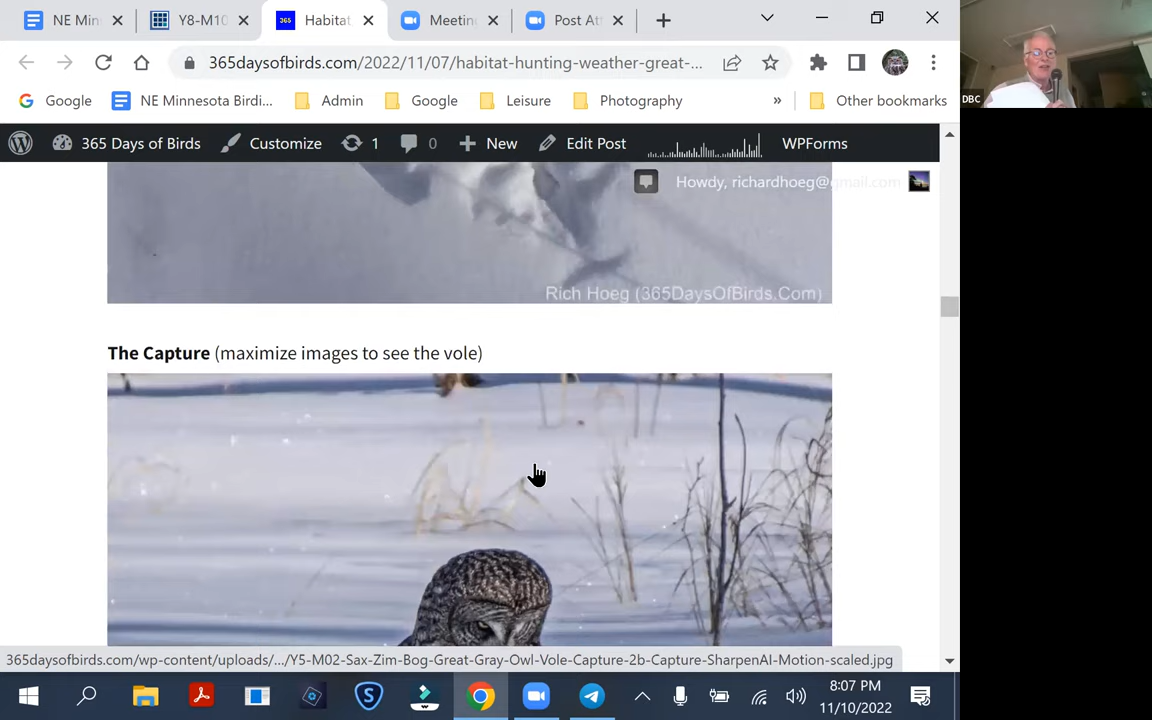 NE Min
Y8-M10
365
Habitat
Meetin
Post At
365daysofbirds.com/2022/11/07/habitat-hunting-weather-great-...
Google
NE Minnesota Birdi...
Admin
Google
Leisure
Photography
»
Other bookmarks
DBC
365 Days of Birds
Customize
1
0
New
Edit Post
WPForms
Howdy, richardhoeg@gmail.com
Rich Hoeg (365DaysOfBirds.Com)
The Capture (maximize images to see the vole)
365daysofbirds.com/wp-content/uploads/.../Y5-M02-Sax-Zim-Bog-Great-Gray-Owl-Vole-Capture-2b-Capture-SharpenAI-Motion-scaled.jpg
8:07 PM
11/10/2022